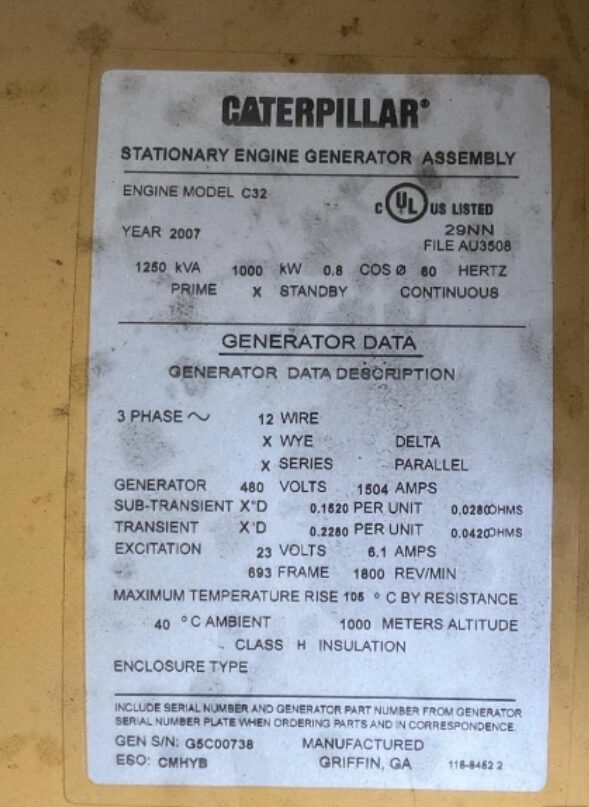 CATERPILLAR®
STATIONARY ENGINE GENERATOR ASSEMBLY
ENGINE MODEL C32
C UL US LISTED
YEAR 2007
29NN
FILE AU3508
1250 kVA 1000 kW 0.8 COS Ø 60 HERTZ
PRIME X STANDBY CONTINUOUS
GENERATOR DATA
GENERATOR DATA DESCRIPTION
3 PHASE ~ 12 WIRE
X WYE DELTA
X SERIES PARALLEL
GENERATOR 480 VOLTS 1504 AMPS
SUB-TRANSIENT X"D 0.1520 PER UNIT 0.0280OHMS
TRANSIENT X'D 0.2280 PER UNIT 0.0420OHMS
EXCITATION 23 VOLTS 6.1 AMPS
693 FRAME 1800 REV/MIN
MAXIMUM TEMPERATURE RISE 105 °C BY RESISTANCE
40 °C AMBIENT 1000 METERS ALTITUDE
CLASS H INSULATION
ENCLOSURE TYPE
INCLUDE SERIAL NUMBER AND GENERATOR PART NUMBER FROM GENERATOR
SERIAL NUMBER PLATE WHEN ORDERING PARTS AND IN CORRESPONDENCE.
GEN S/N: G5C00738 MANUFACTURED
ESO: CMHYB GRIFFIN, GA 118-8452 2